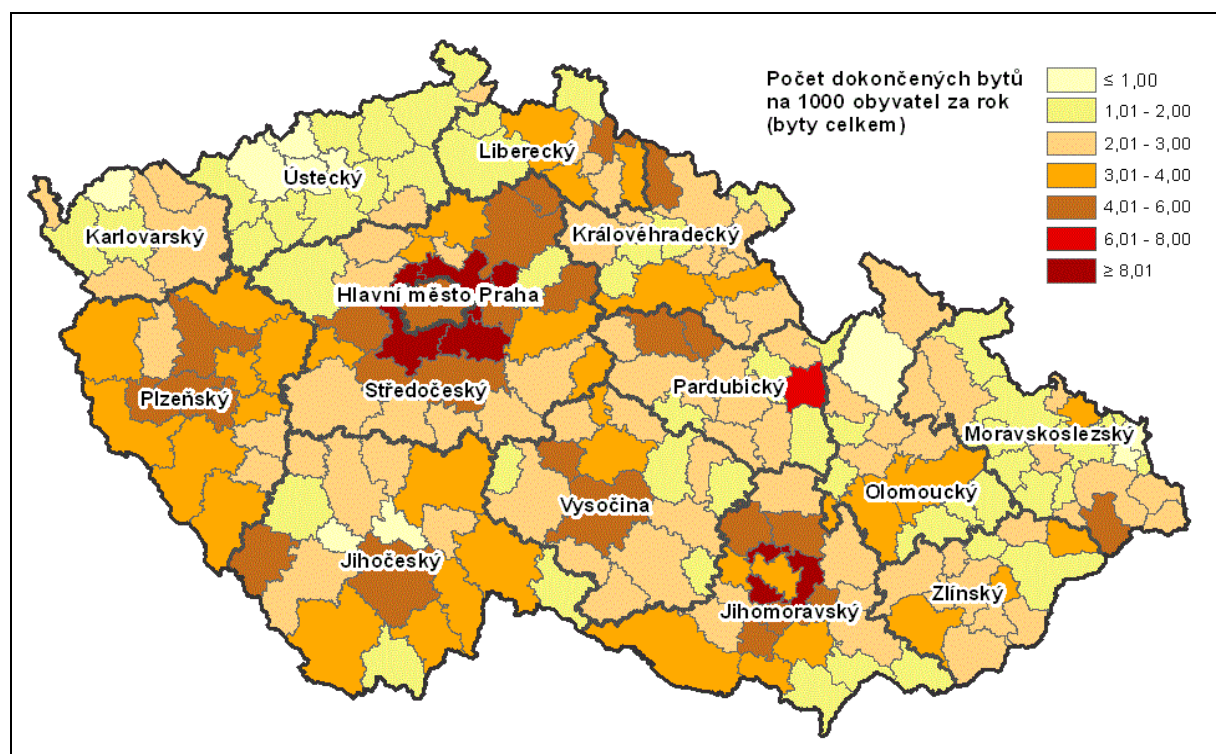 Počet dokončených bytů
na 1000 obyvatel za rok
(byty celkem)
≤ 1,00
1,01 - 2,00
2,01 - 3,00
3,01 - 4,00
4,01 - 6,00
6,01 - 8,00
≥ 8,01
Liberecký
Ústecký
Karlovarský
Královéhradecký
Hlavní město Praha
Středočeský
Plzeňský
Pardubický
Moravskoslezský
Olomoucký
Vysočina
Jihočeský
Zlínský
Jihomoravský